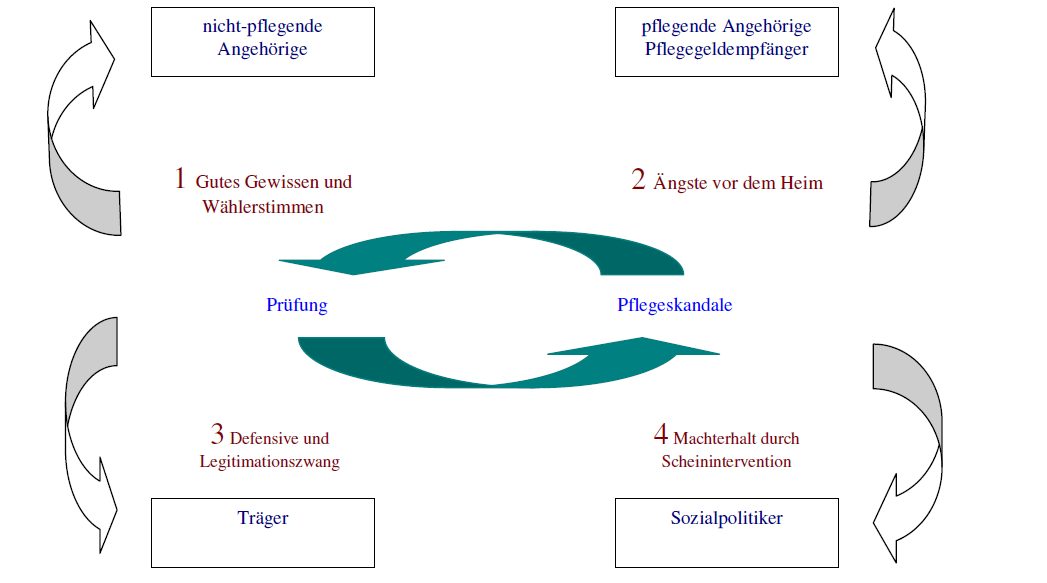 nicht-pflegende
Angehörige
pflegende Angehörige
Pflegegeldempfänger
1 Gutes Gewissen und
Wählerstimmen
2 Ängste vor dem Heim
Prüfung
Pflegeskandale
3 Defensive und
Legitimationszwang
4 Machterhalt durch
Scheinintervention
Träger
Sozialpolitiker